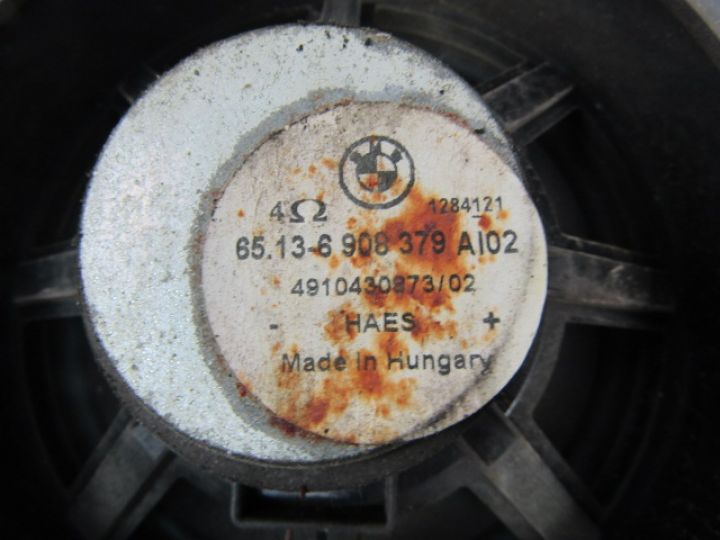 4Ω 1284121
65.13-6 908 379 AI02
4910430873/02
- HAES +
Made in Hungary